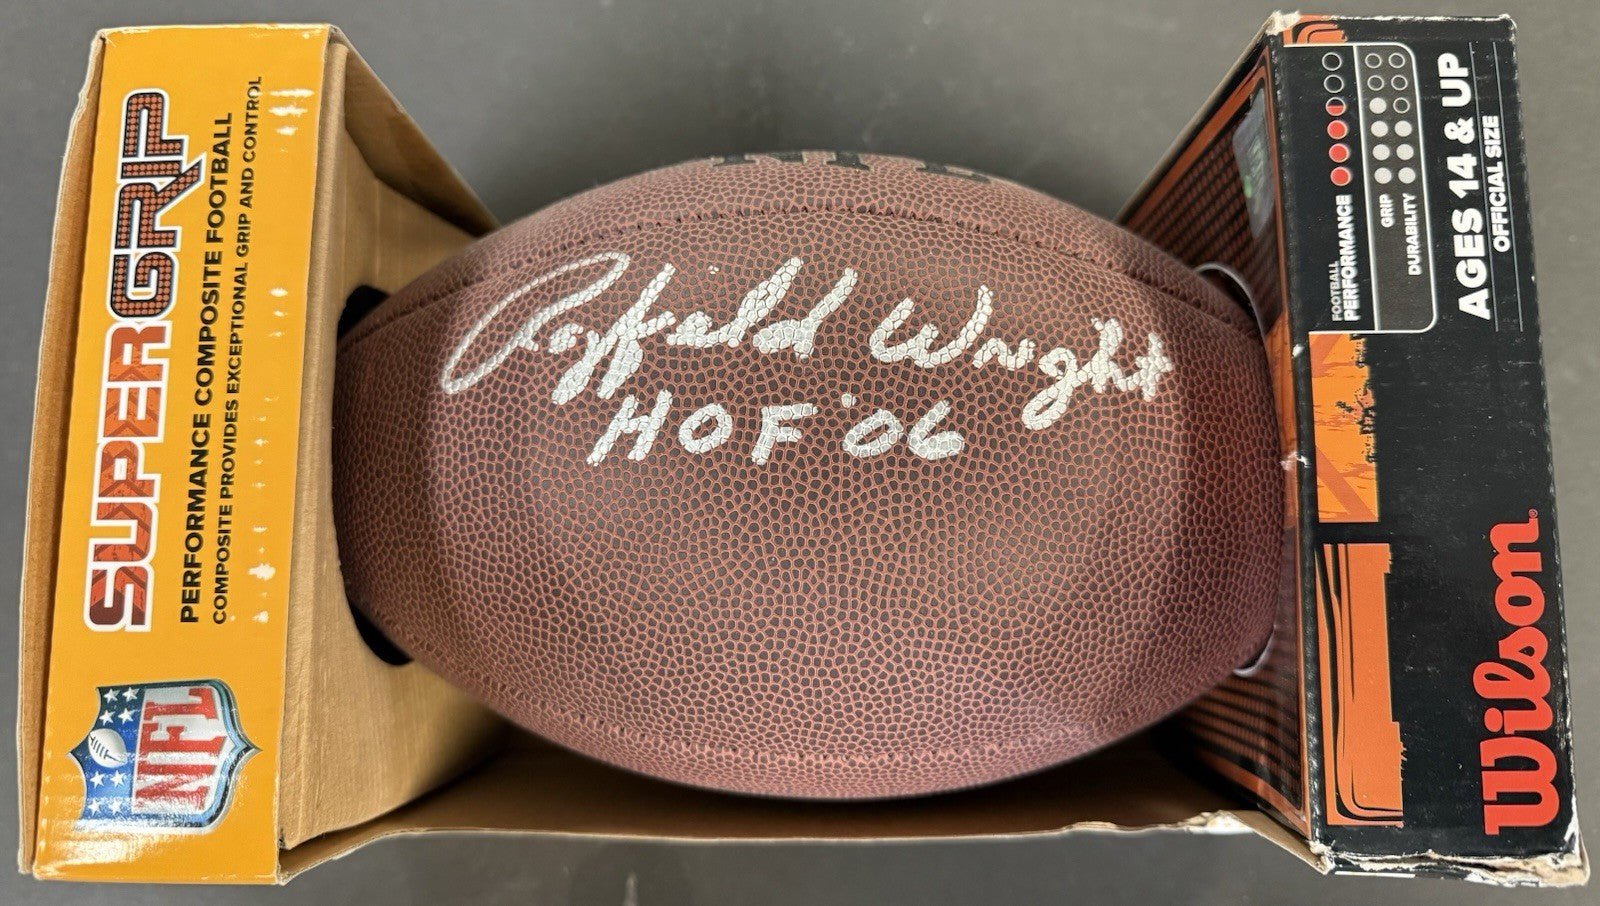 SUPERGRIP
PERFORMANCE COMPOSITE FOOTBALL
COMPOSITE PROVIDES EXCEPTIONAL GRIP AND CONTROL
NFL
Rayfield Wright
HOF '06
FOOTBALL
PERFORMANCE
GRIP
DURABILITY
AGES 14 & UP
OFFICIAL SIZE
Wilson